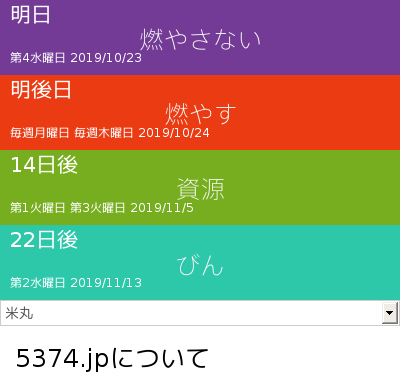 明日
燃やさない
第4水曜日 2019/10/23
明後日
燃やす
毎週月曜日 毎週木曜日 2019/10/24
14日後
資源
第1火曜日 第3火曜日 2019/11/5
22日後
びん
第2水曜日 2019/11/13
米丸
5374.jpについて